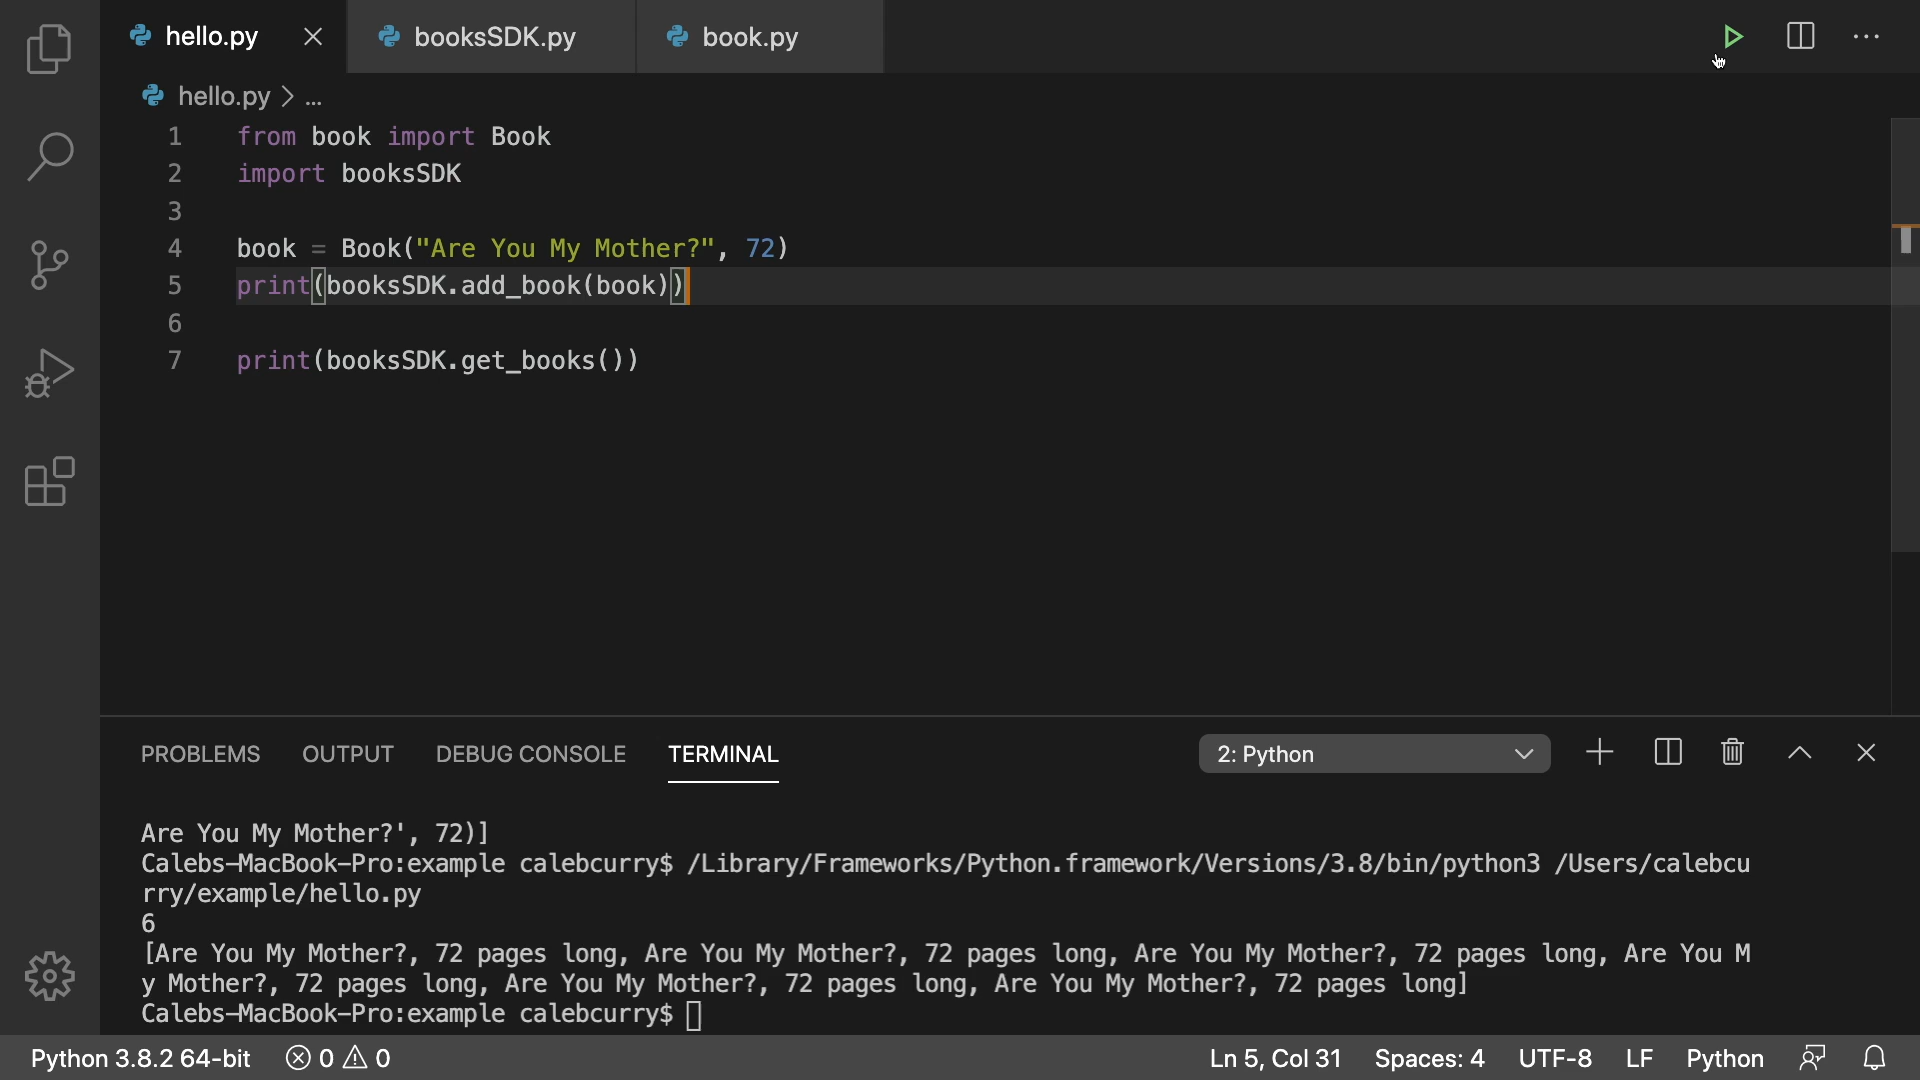 hello.py
booksSDK.py
book.py
hello.py > ...
1 from book import Book
2 import booksSDK
3
4 book = Book("Are You My Mother?", 72)
5 print(booksSDK.add_book(book))
6
7 print(booksSDK.get_books())
PROBLEMS OUTPUT DEBUG CONSOLE TERMINAL 2: Python
Are You My Mother?', 72)]
Calebs-MacBook-Pro:example calebcurry$ /Library/Frameworks/Python.framework/Versions/3.8/bin/python3 /Users/calebcu
rry/example/hello.py
6
[Are You My Mother?, 72 pages long, Are You My Mother?, 72 pages long, Are You My Mother?, 72 pages long, Are You M
y Mother?, 72 pages long, Are You My Mother?, 72 pages long, Are You My Mother?, 72 pages long]
Calebs-MacBook-Pro:example calebcurry$
Python 3.8.2 64-bit 0 0 Ln 5, Col 31 Spaces: 4 UTF-8 LF Python